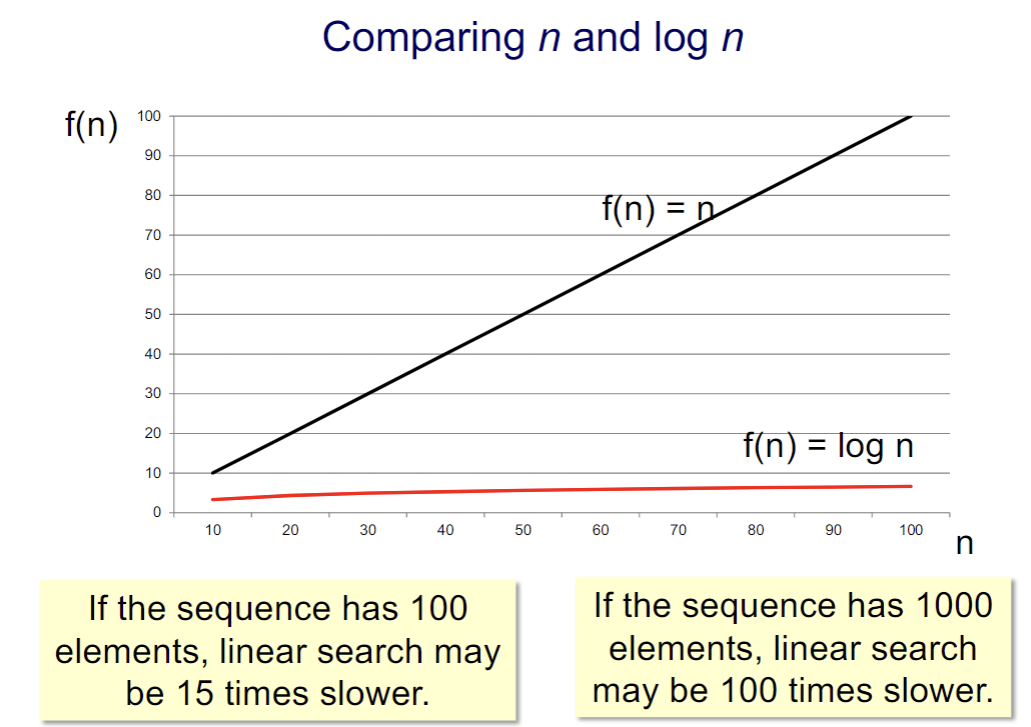 Comparing n and log n
f(n)
100
90
80
70
60
50
40
30
20
10
0
f(n) = n
f(n) = log n
10 20 30 40 50 60 70 80 90 100
n
If the sequence has 100
elements, linear search may
be 15 times slower.
If the sequence has 1000
elements, linear search
may be 100 times slower.